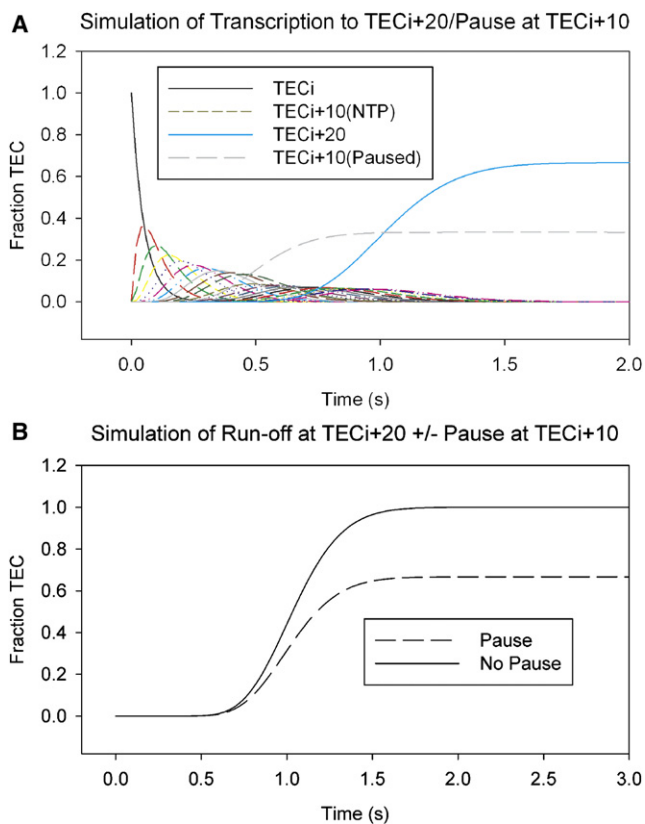 A
Simulation of Transcription to TECi+20/Pause at TECi+10
Fraction TEC
1.2
1.0
0.8
0.6
0.4
0.2
0.0
TECi
TECi+10(NTP)
TECi+20
TECi+10(Paused)
0.0 0.5 1.0 1.5 2.0
Time (s)
B
Simulation of Run-off at TECi+20 +/- Pause at TECi+10
Fraction TEC
1.2
1.0
0.8
0.6
0.4
0.2
0.0
Pause
No Pause
0.0 0.5 1.0 1.5 2.0 2.5 3.0
Time (s)